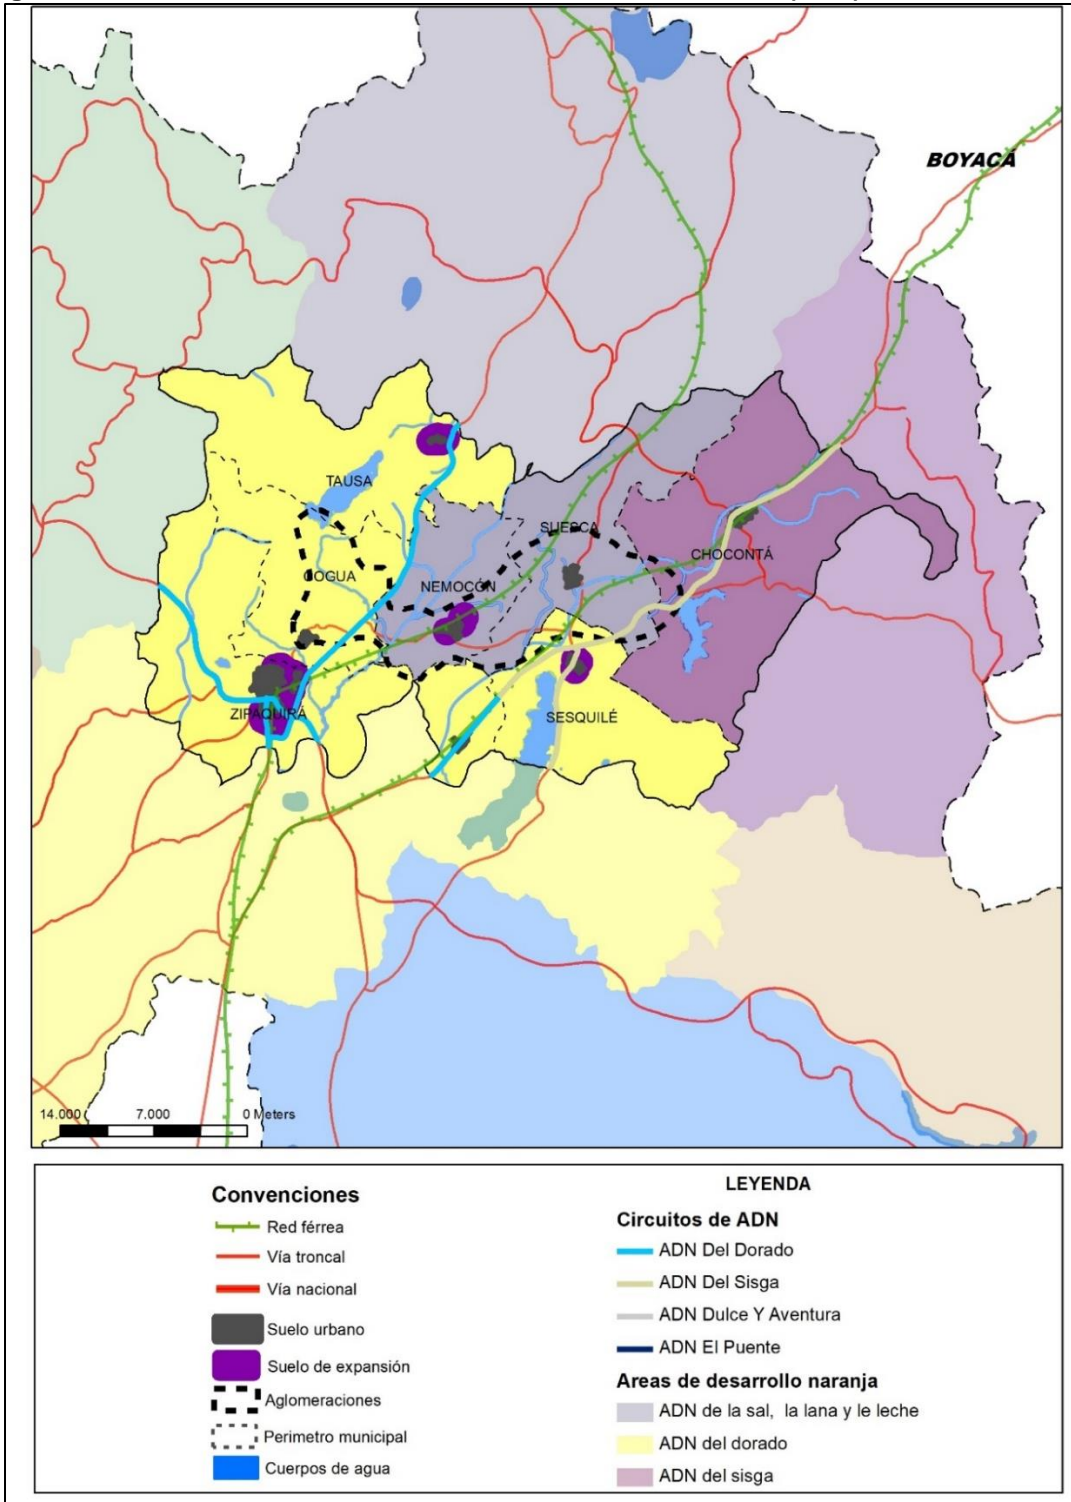 BOYACÁ
TAUSA
SUESCA
CHOCONTÁ
COGUA
NEMOCÓN
ZIPAQUIRÁ
SESQUILÉ
14.000 7.000 0 Meters
Convenciones
Red férrea
Vía troncal
Vía nacional
Suelo urbano
Suelo de expansión
Aglomeraciones
Perimetro municipal
Cuerpos de agua
LEYENDA
Circuitos de ADN
ADN Del Dorado
ADN Del Sisga
ADN Dulce Y Aventura
ADN El Puente
Areas de desarrollo naranja
ADN de la sal, la lana y le leche
ADN del dorado
ADN del sisga